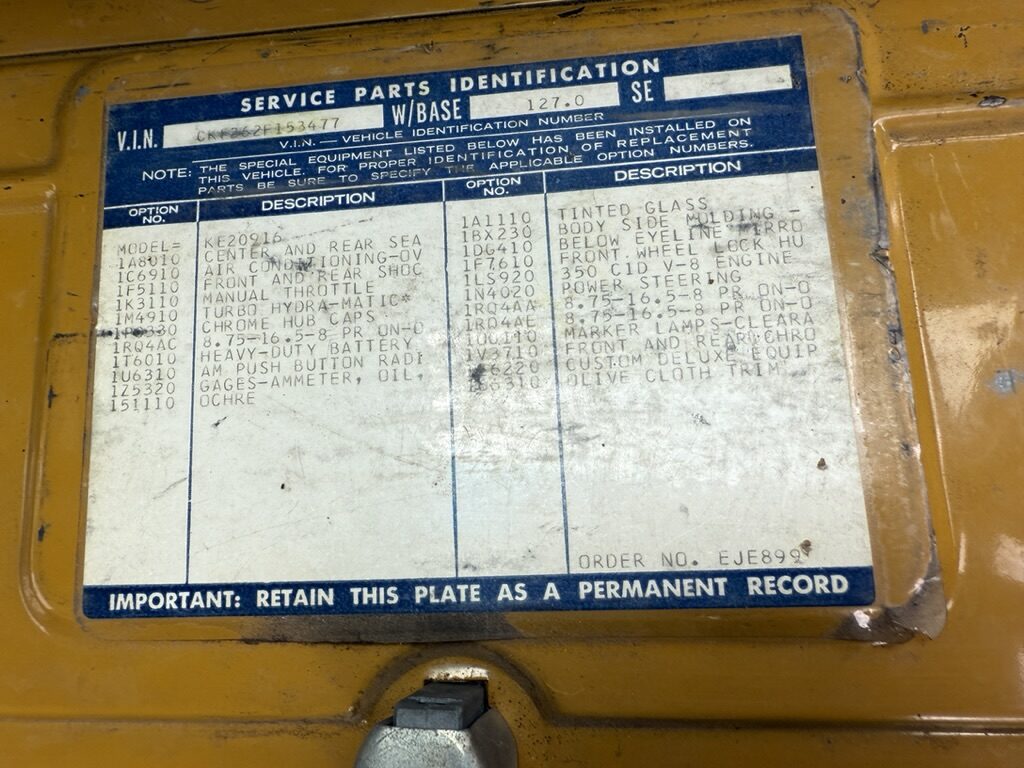 SERVICE PARTS IDENTIFICATION
V.I.N. CKE262F153477 W/BASE 127.0 SE
V.I.N. — VEHICLE IDENTIFICATION NUMBER
NOTE: THE SPECIAL EQUIPMENT LISTED BELOW HAS BEEN INSTALLED ON
THIS VEHICLE. FOR PROPER IDENTIFICATION OF REPLACEMENT
PARTS BE SURE TO SPECIFY THE APPLICABLE OPTION NUMBERS.
OPTION NO. DESCRIPTION
MODEL= KE20916
1A8010 CENTER AND REAR SEA
1C6910 AIR CONDITIONING-OV
1F5110 FRONT AND REAR SHOC
1K3110 MANUAL THROTTLE
1M4910 TURBO HYDRA-MATIC*
CHROME HUB CAPS
1RQ4AC 8.75-16.5-8 PR ON-O
1T6010 HEAVY-DUTY BATTERY
1U6310 AM PUSH BUTTON RADI
1Z5320 GAGES-AMMETER, OIL,
151110 OCHRE
OPTION NO. DESCRIPTION
1A1110 TINTED GLASS
1BX230 BODY SIDE MOLDING -
1DG410 BELOW EYELINE MIRRO
1F7610 FRONT WHEEL LOCK HU
1LS920 350 CID V-8 ENGINE
1N4020 POWER STEERING
1RQ4AA 8.75-16.5-8 PR ON-O
1RQ4AE 8.75-16.5-8 PR ON-O
1U0110 MARKER LAMPS-CLEARA
1V3710 FRONT AND REAR CHRO
CUSTOM DELUXE EQUIP
OLIVE CLOTH TRIM
ORDER NO. EJE899
IMPORTANT: RETAIN THIS PLATE AS A PERMANENT RECORD